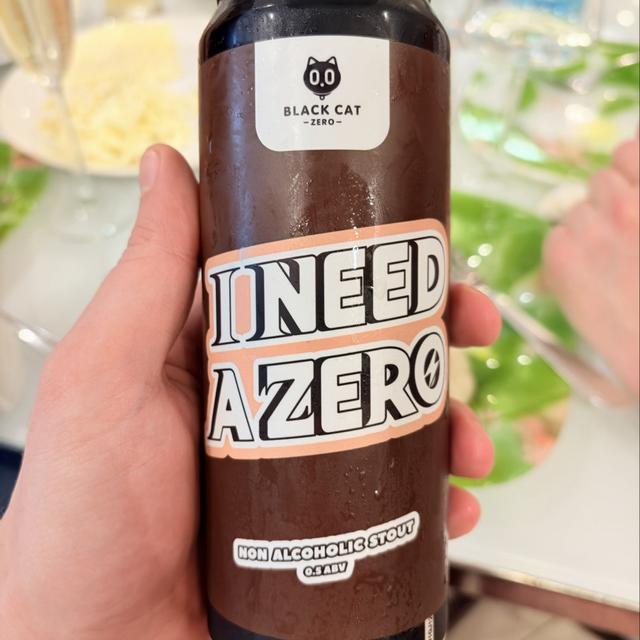 0.0
BLACK CAT
-ZERO-
I NEED
A ZERO
NON ALCOHOLIC STOUT
0.5 ABV